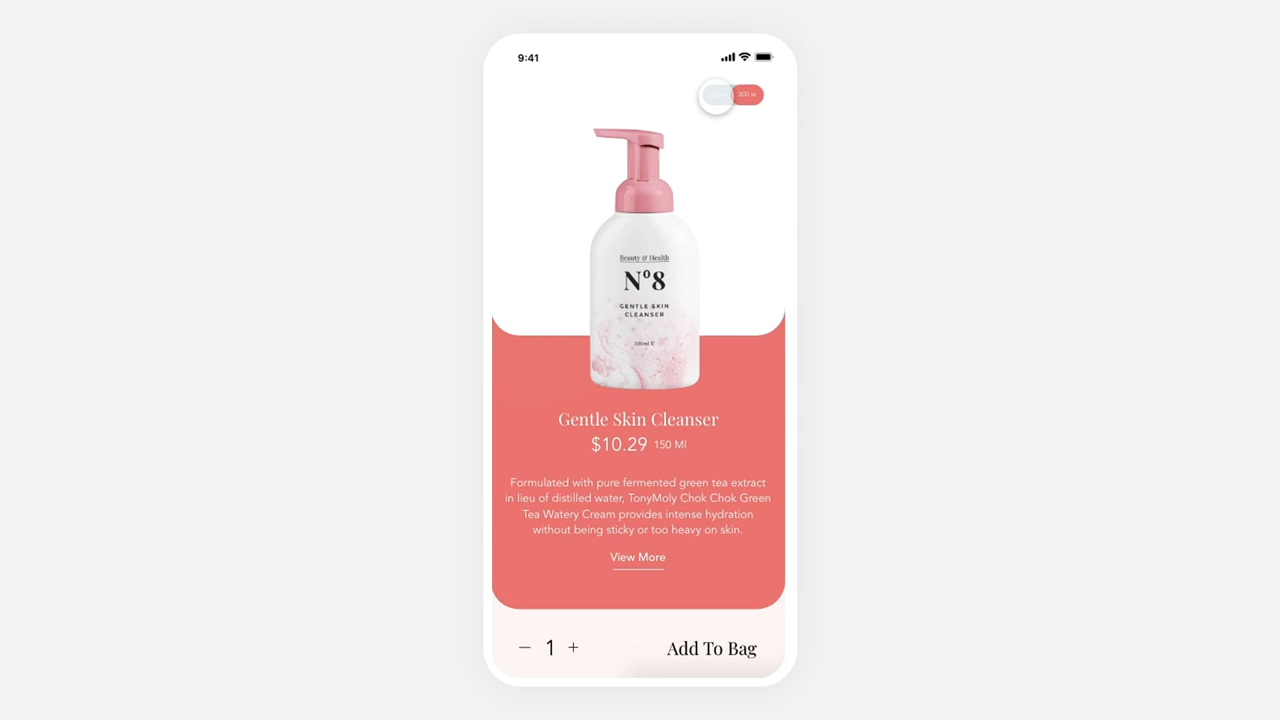 9:41
300 Ml
Beauty & Health
Nº8
GENTLE SKIN
CLEANSER
Gentle Skin Cleanser
$10.29 150 Ml
Formulated with pure fermented green tea extract
in lieu of distilled water, TonyMoly Chok Chok Green
Tea Watery Cream provides intense hydration
without being sticky or too heavy on skin.
View More
− 1 +
Add To Bag